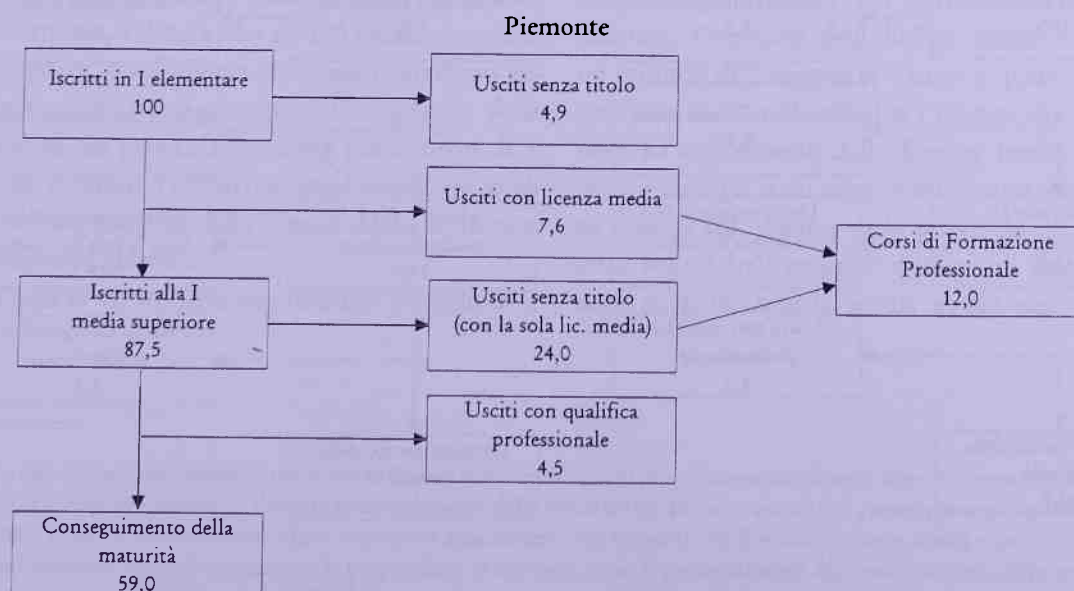 Piemonte
Iscritti in I elementare
100
Usciti senza titolo
4,9
Usciti con licenza media
7,6
Corsi di Formazione
Professionale
12,0
Iscritti alla I
media superiore
87,5
Usciti senza titolo
(con la sola lic. media)
24,0
Usciti con qualifica
professionale
4,5
Conseguimento della
maturità
59,0